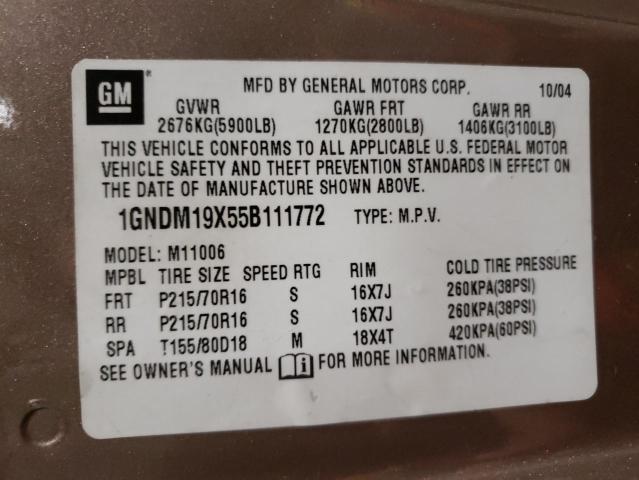 GM
MFD BY GENERAL MOTORS CORP. 10/04
GVWR GAWR FRT GAWR RR
2676KG(5900LB) 1270KG(2800LB) 1406KG(3100LB)
THIS VEHICLE CONFORMS TO ALL APPLICABLE U.S. FEDERAL MOTOR
VEHICLE SAFETY AND THEFT PREVENTION STANDARDS IN EFFECT ON
THE DATE OF MANUFACTURE SHOWN ABOVE.
1GNDM19X55B111772 TYPE: M.P.V.
MODEL: M11006
MPBL TIRE SIZE SPEED RTG RIM COLD TIRE PRESSURE
FRT P215/70R16 S 16X7J 260KPA(38PSI)
RR P215/70R16 S 16X7J 260KPA(38PSI)
SPA T155/80D18 M 18X4T 420KPA(60PSI)
SEE OWNER'S MANUAL i FOR MORE INFORMATION.